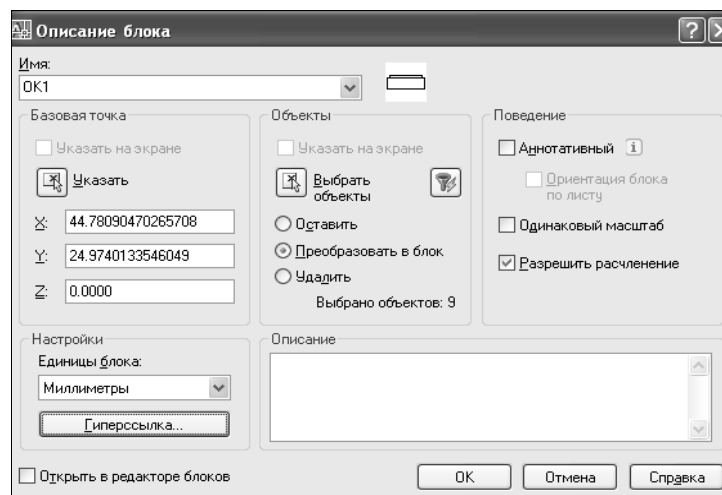 Описание блока
Имя:
ОК1
Базовая точка
Указать на экране
Указать
X: 44.78090470265708
Y: 24.9740133546049
Z: 0.0000
Объекты
Указать на экране
Выбрать
объекты
Оставить
Преобразовать в блок
Удалить
Выбрано объектов: 9
Поведение
Аннотативный
Ориентация блока
по листу
Одинаковый масштаб
Разрешить расчленение
Настройки
Единицы блока:
Миллиметры
Гиперссылка...
Описание
Открыть в редакторе блоков
OK
Отмена
Справка